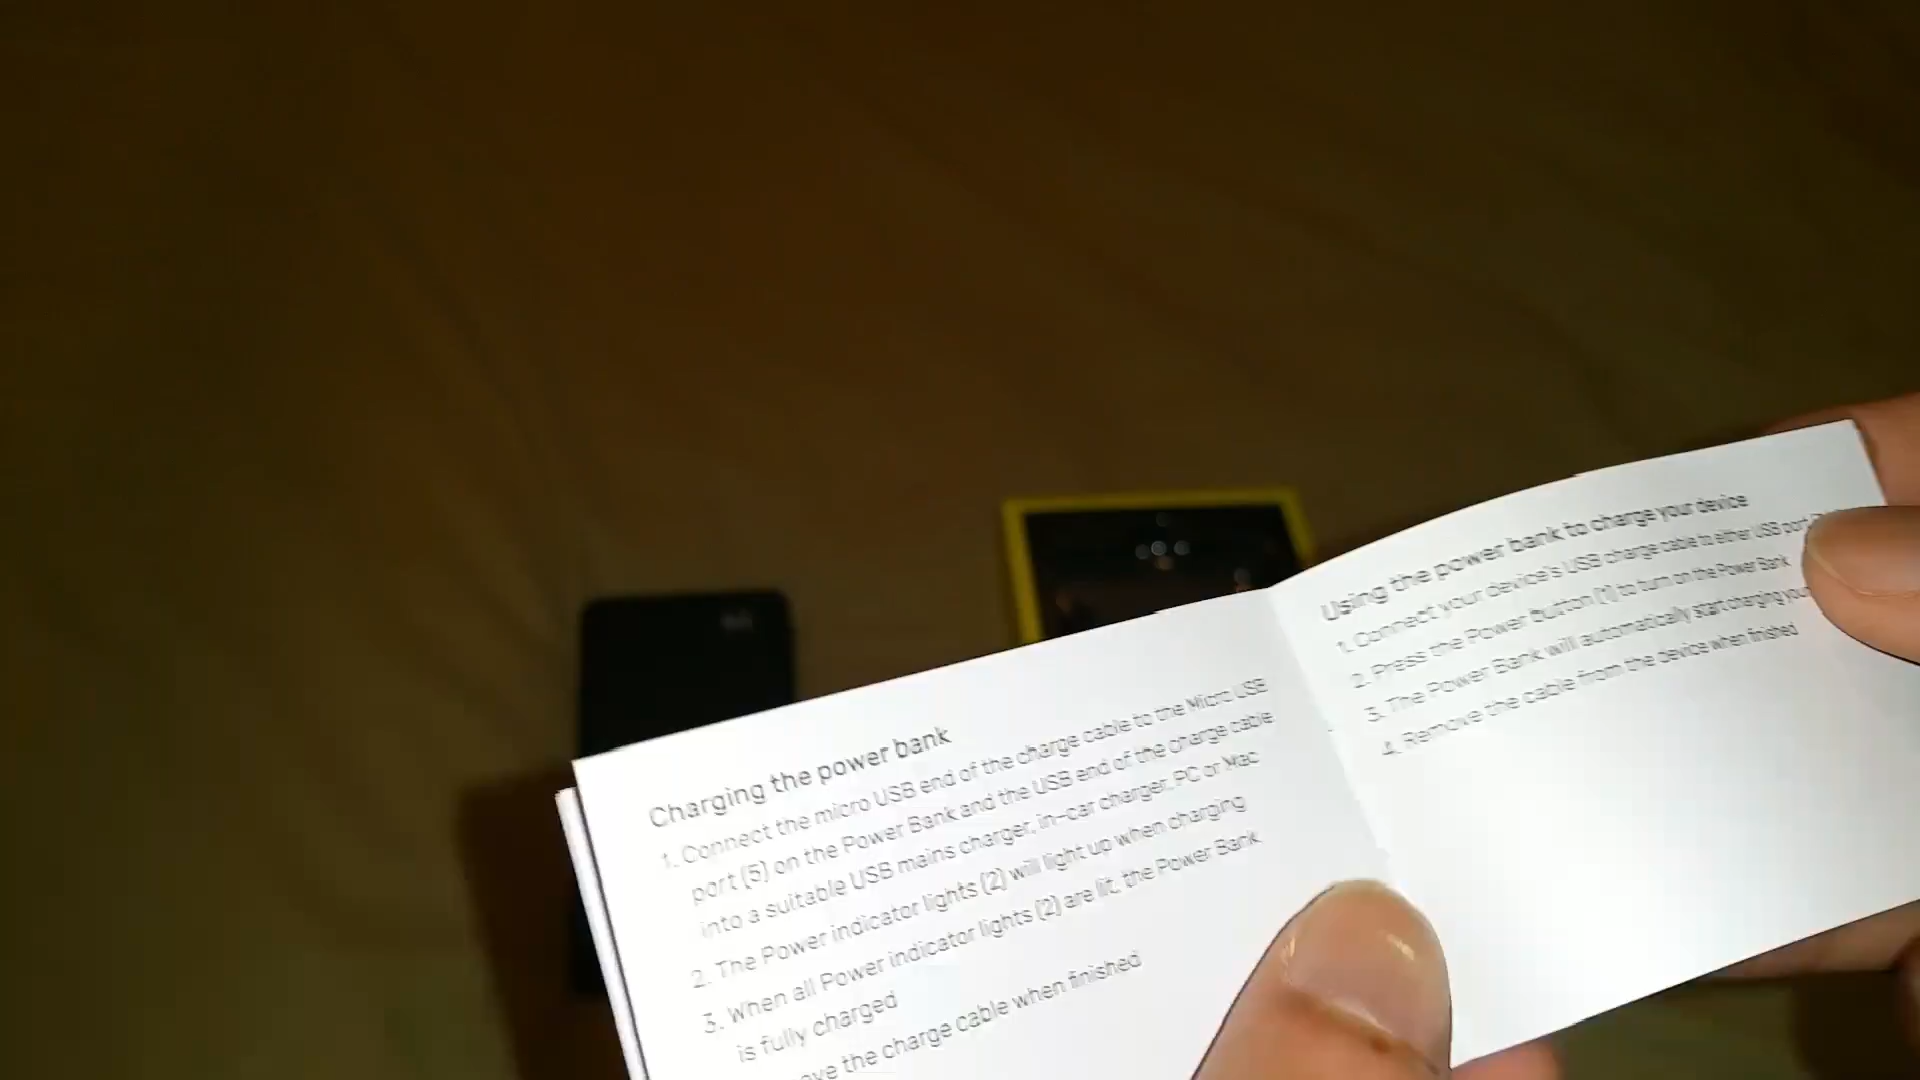 Charging the power bank
1. Connect the micro USB end of the charge cable to the Micro USB
port (5) on the Power Bank and the USB end of the charge cable
into a suitable USB mains charger, in-car charger, PC or Mac
2. The Power indicator lights (2) will light up when charging
3. When all Power indicator lights (2) are lit, the Power Bank
is fully charged
ove the charge cable when finished
Using the power bank to charge your device
1. Connect your device's USB charge cable to either USB port
2. Press the Power button (1) to turn on the Power Bank
3. The Power Bank will automatically start charging your
4. Remove the cable from the device when finished